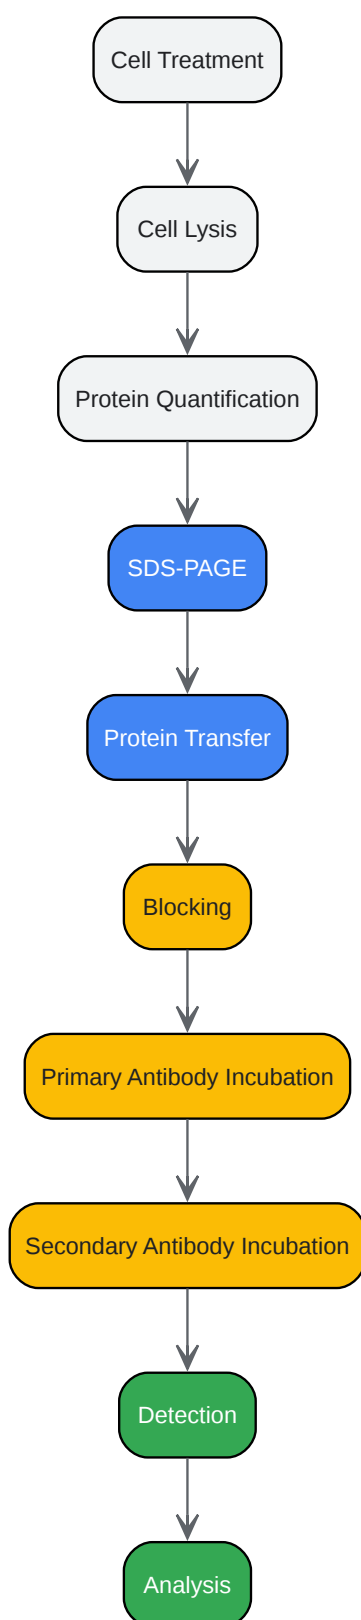 Cell Treatment
Cell Lysis
Protein Quantification
SDS-PAGE
Protein Transfer
Blocking
Primary Antibody Incubation
Secondary Antibody Incubation
Detection
Analysis